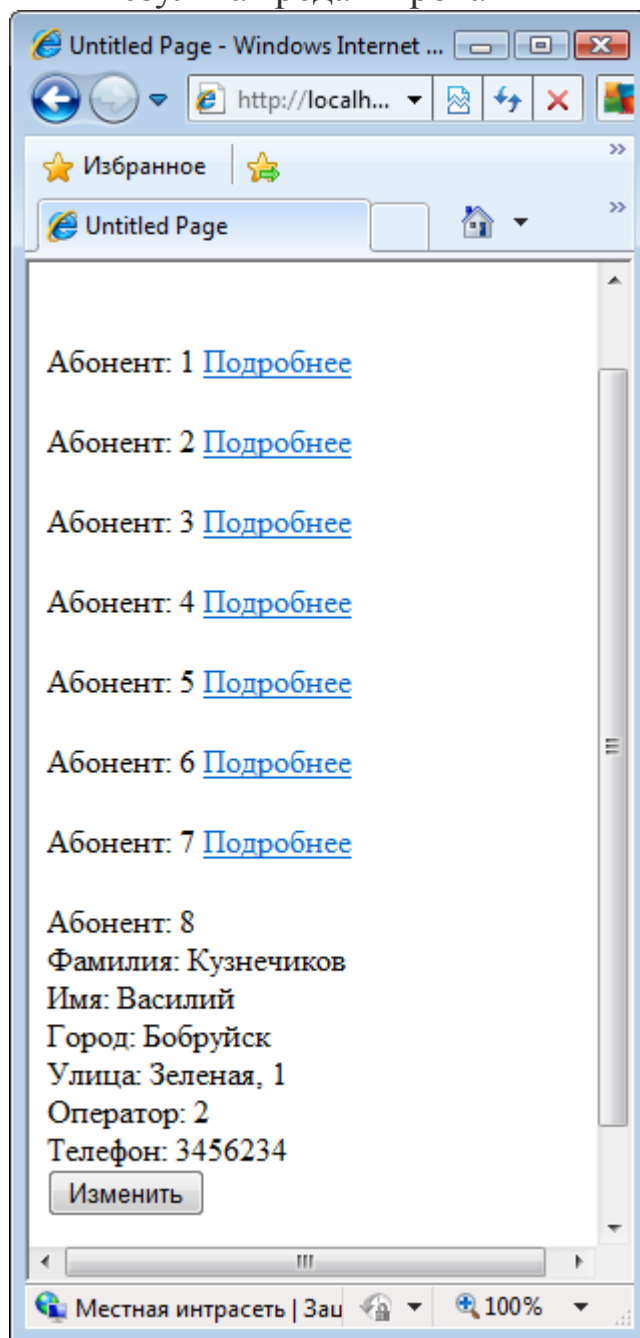 Untitled Page - Windows Internet ...
http://localh...
Избранное
Untitled Page
Абонент: 1 Подробнее
Абонент: 2 Подробнее
Абонент: 3 Подробнее
Абонент: 4 Подробнее
Абонент: 5 Подробнее
Абонент: 6 Подробнее
Абонент: 7 Подробнее
Абонент: 8
Фамилия: Кузнечиков
Имя: Василий
Город: Бобруйск
Улица: Зеленая, 1
Оператор: 2
Телефон: 3456234
Изменить
Местная интрасеть | Защ
100%